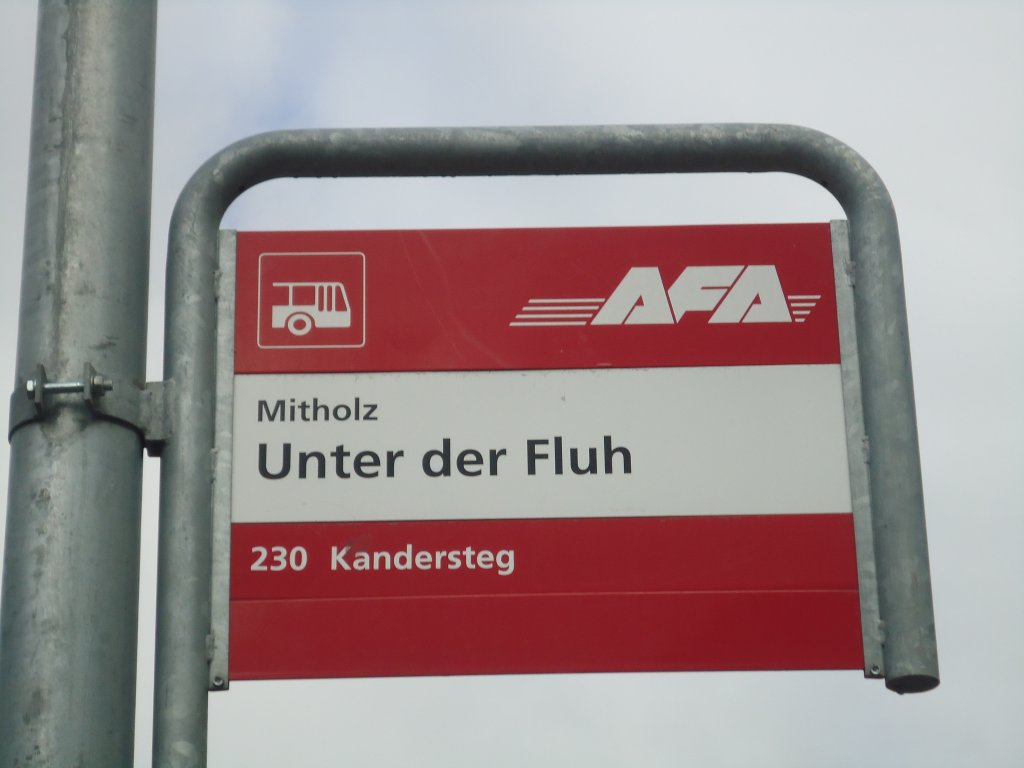 AFA
Mitholz
Unter der Fluh
230 Kandersteg